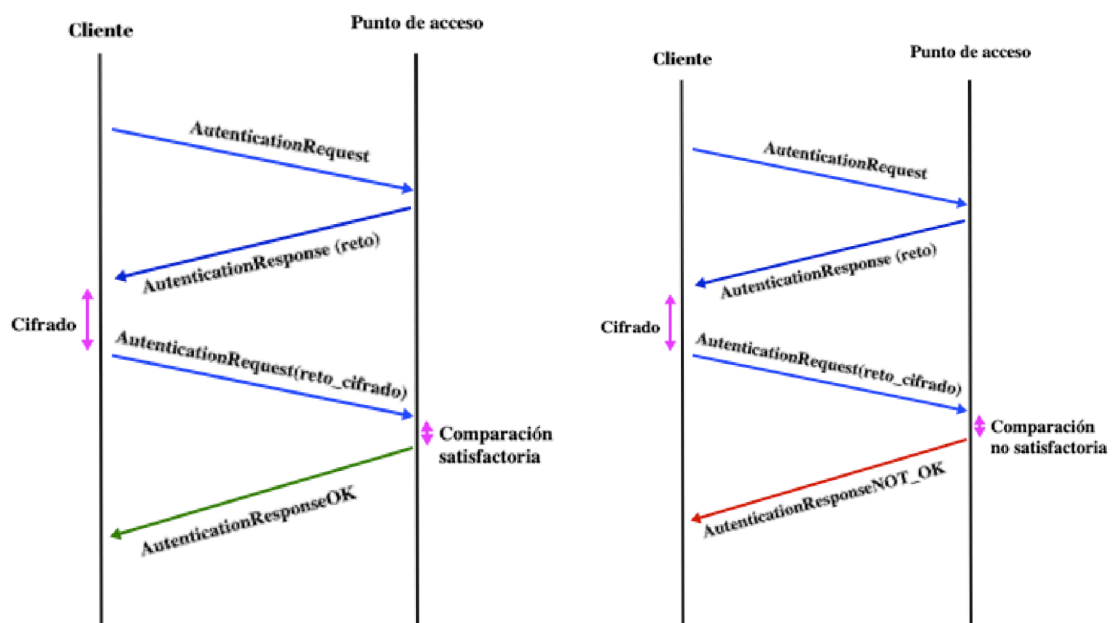 Cliente
Punto de acceso
AutenticationRequest
AutenticationResponse (reto)
Cifrado
AutenticationRequest(reto_cifrado)
Comparación
satisfactoria
AutenticationResponseOK
Cliente
Punto de acceso
AutenticationRequest
AutenticationResponse (reto)
Cifrado
AutenticationRequest(reto_cifrado)
Comparación
no satisfactoria
AutenticationResponseNOT_OK